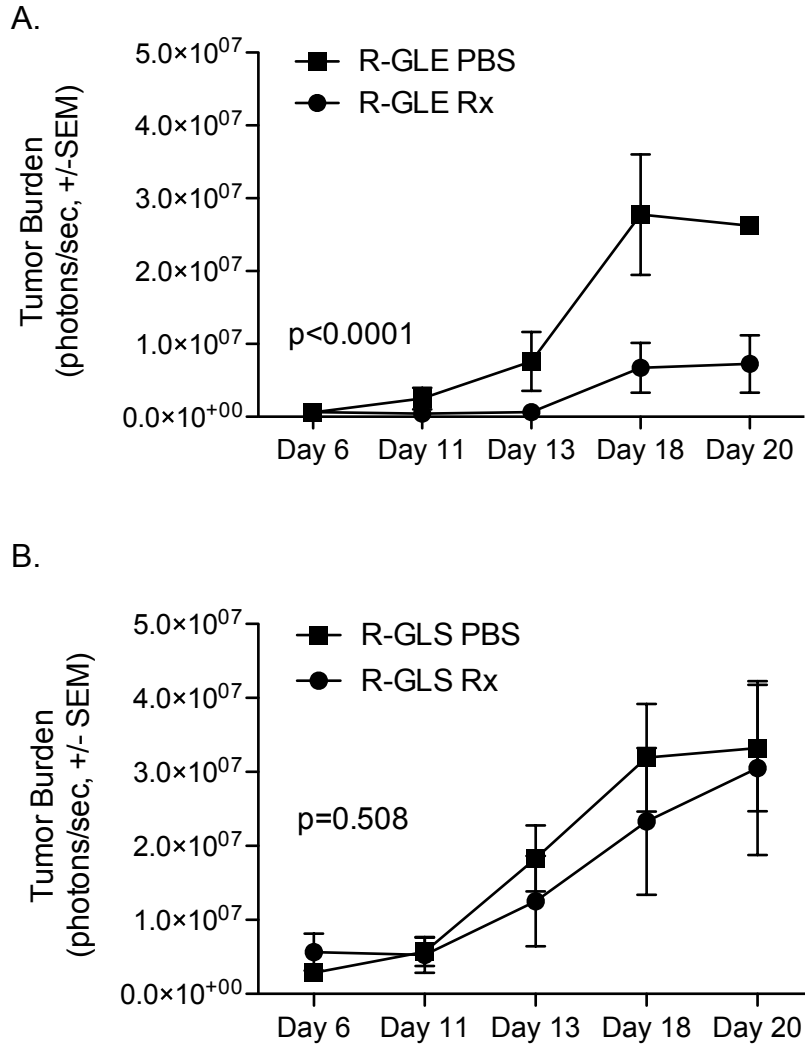 A.
Tumor Burden
(photons/sec, +/-SEM)
5.0×10⁺⁰⁷
4.0×10⁺⁰⁷
3.0×10⁺⁰⁷
2.0×10⁺⁰⁷
1.0×10⁺⁰⁷
0.0×10⁺⁰⁰
R-GLE PBS
R-GLE Rx
p<0.0001
Day 6 Day 11 Day 13 Day 18 Day 20
B.
Tumor Burden
(photons/sec, +/- SEM)
5.0×10⁺⁰⁷
4.0×10⁺⁰⁷
3.0×10⁺⁰⁷
2.0×10⁺⁰⁷
1.0×10⁺⁰⁷
0.0×10⁺⁰⁰
R-GLS PBS
R-GLS Rx
p=0.508
Day 6 Day 11 Day 13 Day 18 Day 20